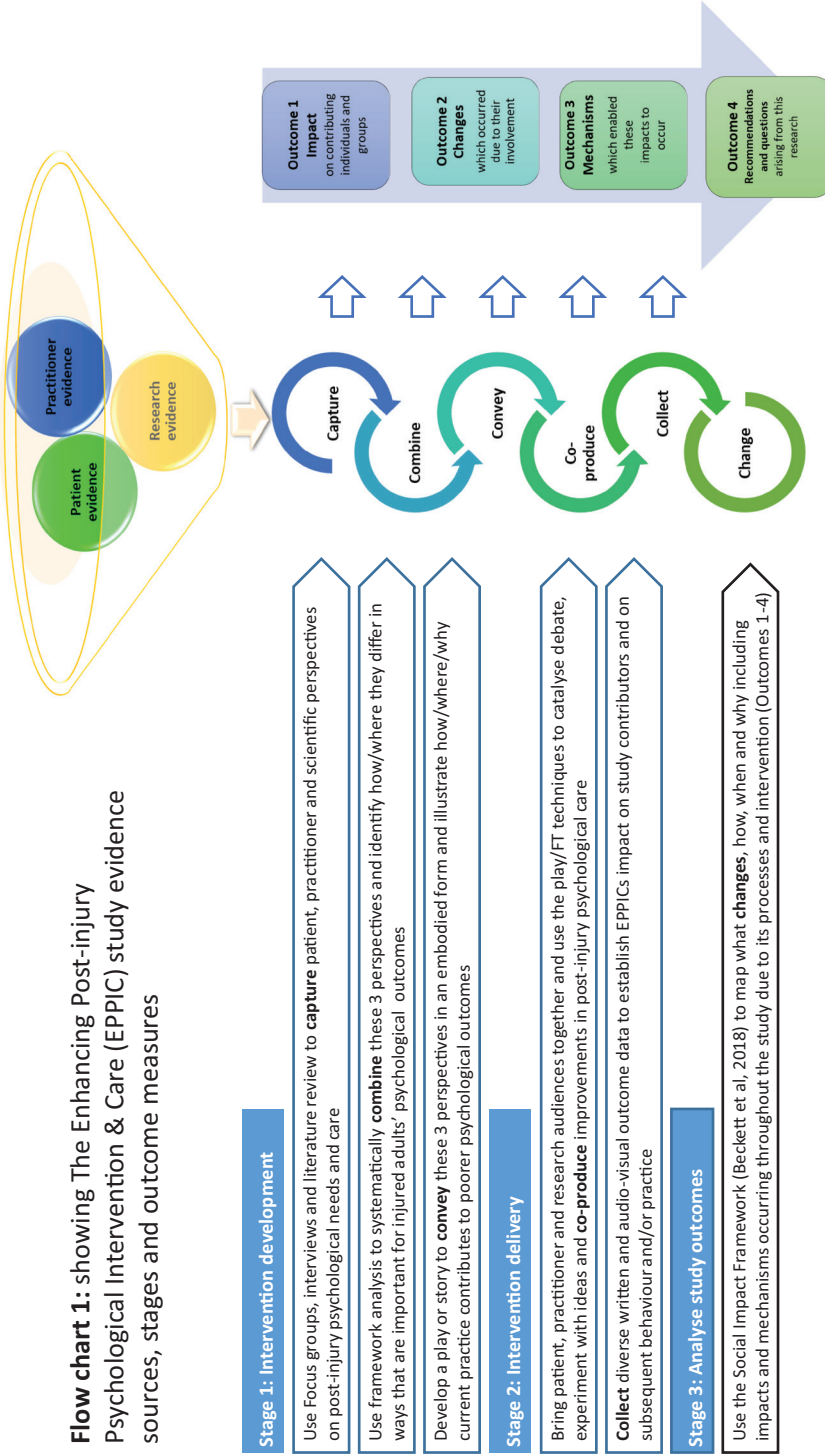 Flow chart 1: showing The Enhancing Post-injury
Psychological Intervention & Care (EPPIC) study evidence
sources, stages and outcome measures
Patient
evidence
Practitioner
evidence
Research
evidence
Stage 1: Intervention development
Use Focus groups, interviews and literature review to capture patient, practitioner and scientific perspectives
on post-injury psychological needs and care
Use framework analysis to systematically combine these 3 perspectives and identify how/where they differ in
ways that are important for injured adults' psychological outcomes
Develop a play or story to convey these 3 perspectives in an embodied form and illustrate how/where/why
current practice contributes to poorer psychological outcomes
Stage 2: Intervention delivery
Bring patient, practitioner and research audiences together and use the play/FT techniques to catalyse debate,
experiment with ideas and co-produce improvements in post-injury psychological care
Collect diverse written and audio-visual outcome data to establish EPPICs impact on study contributors and on
subsequent behaviour and/or practice
Stage 3: Analyse study outcomes
Use the Social Impact Framework (Beckett et al, 2018) to map what changes, how, when and why including
impacts and mechanisms occurring throughout the study due to its processes and intervention (Outcomes 1-4)
Capture
Combine
Convey
Co-
produce
Collect
Change
Outcome 1
Impact
on contributing
individuals and
groups
Outcome 2
Changes
which occurred
due to their
involvement
Outcome 3
Mechanisms
which enabled
these
impacts to
occur
Outcome 4
Recommendations
and questions
arising from this
research